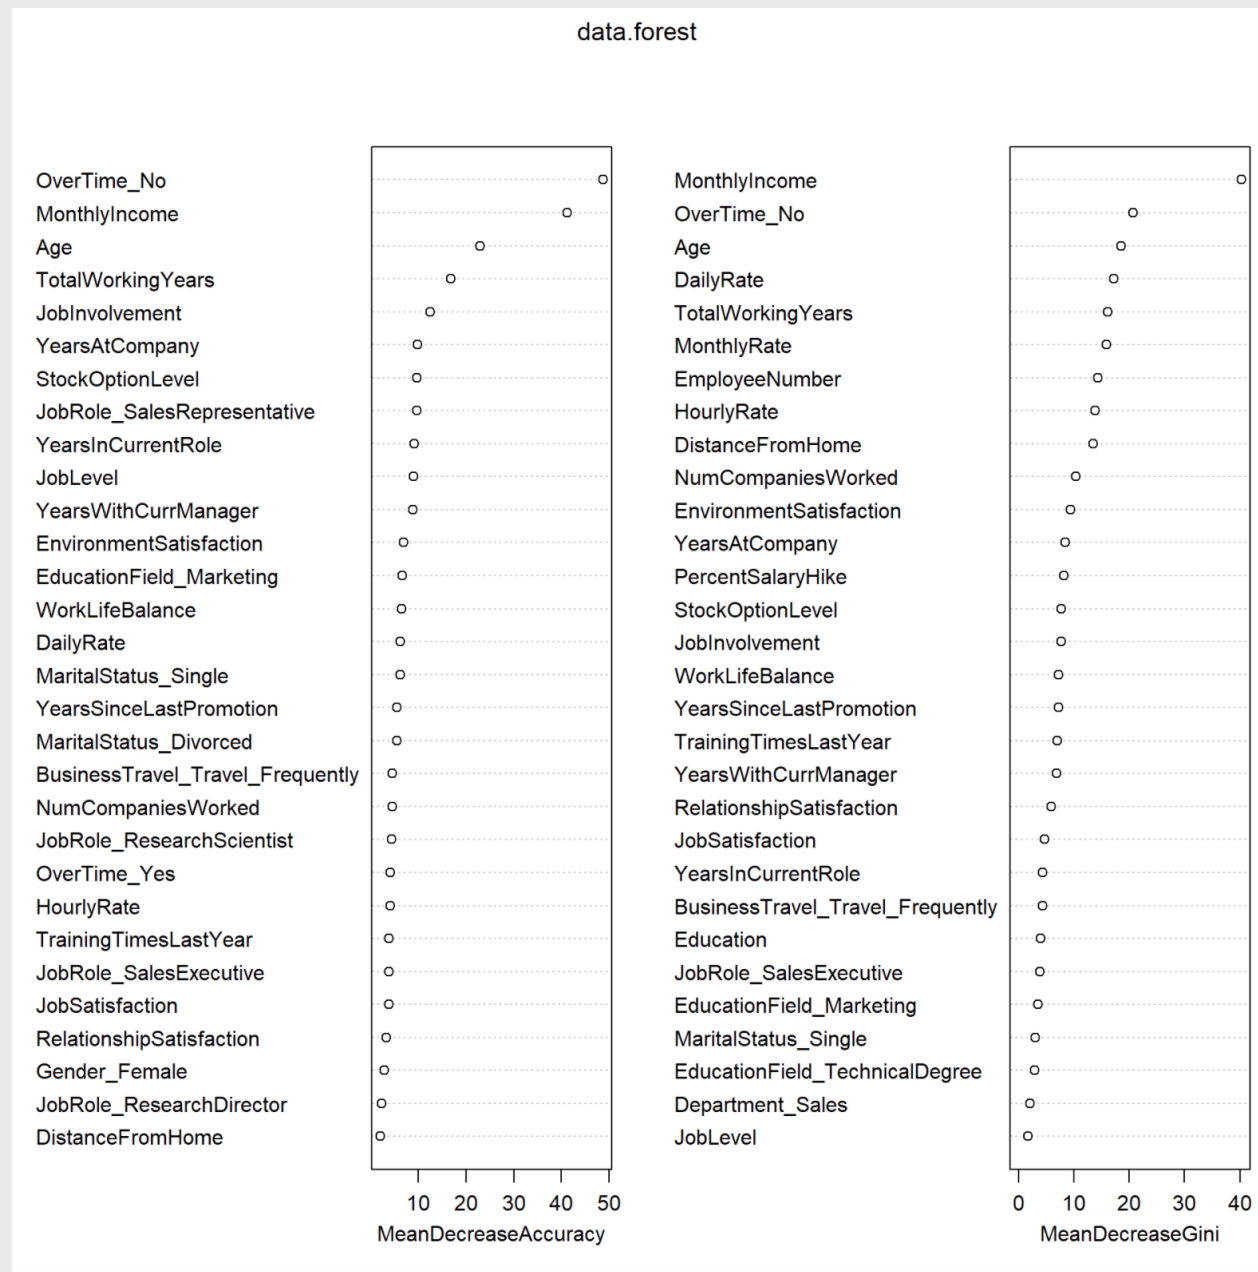 data.forest
OverTime_No
MonthlyIncome
Age
TotalWorkingYears
JobInvolvement
YearsAtCompany
StockOptionLevel
JobRole_SalesRepresentative
YearsInCurrentRole
JobLevel
YearsWithCurrManager
EnvironmentSatisfaction
EducationField_Marketing
WorkLifeBalance
DailyRate
MaritalStatus_Single
YearsSinceLastPromotion
MaritalStatus_Divorced
BusinessTravel_Travel_Frequently
NumCompaniesWorked
JobRole_ResearchScientist
OverTime_Yes
HourlyRate
TrainingTimesLastYear
JobRole_SalesExecutive
JobSatisfaction
RelationshipSatisfaction
Gender_Female
JobRole_ResearchDirector
DistanceFromHome
10 20 30 40 50
MeanDecreaseAccuracy
MonthlyIncome
OverTime_No
Age
DailyRate
TotalWorkingYears
MonthlyRate
EmployeeNumber
HourlyRate
DistanceFromHome
NumCompaniesWorked
EnvironmentSatisfaction
YearsAtCompany
PercentSalaryHike
StockOptionLevel
JobInvolvement
WorkLifeBalance
YearsSinceLastPromotion
TrainingTimesLastYear
YearsWithCurrManager
RelationshipSatisfaction
JobSatisfaction
YearsInCurrentRole
BusinessTravel_Travel_Frequently
Education
JobRole_SalesExecutive
EducationField_Marketing
MaritalStatus_Single
EducationField_TechnicalDegree
Department_Sales
JobLevel
0 10 20 30 40
MeanDecreaseGini